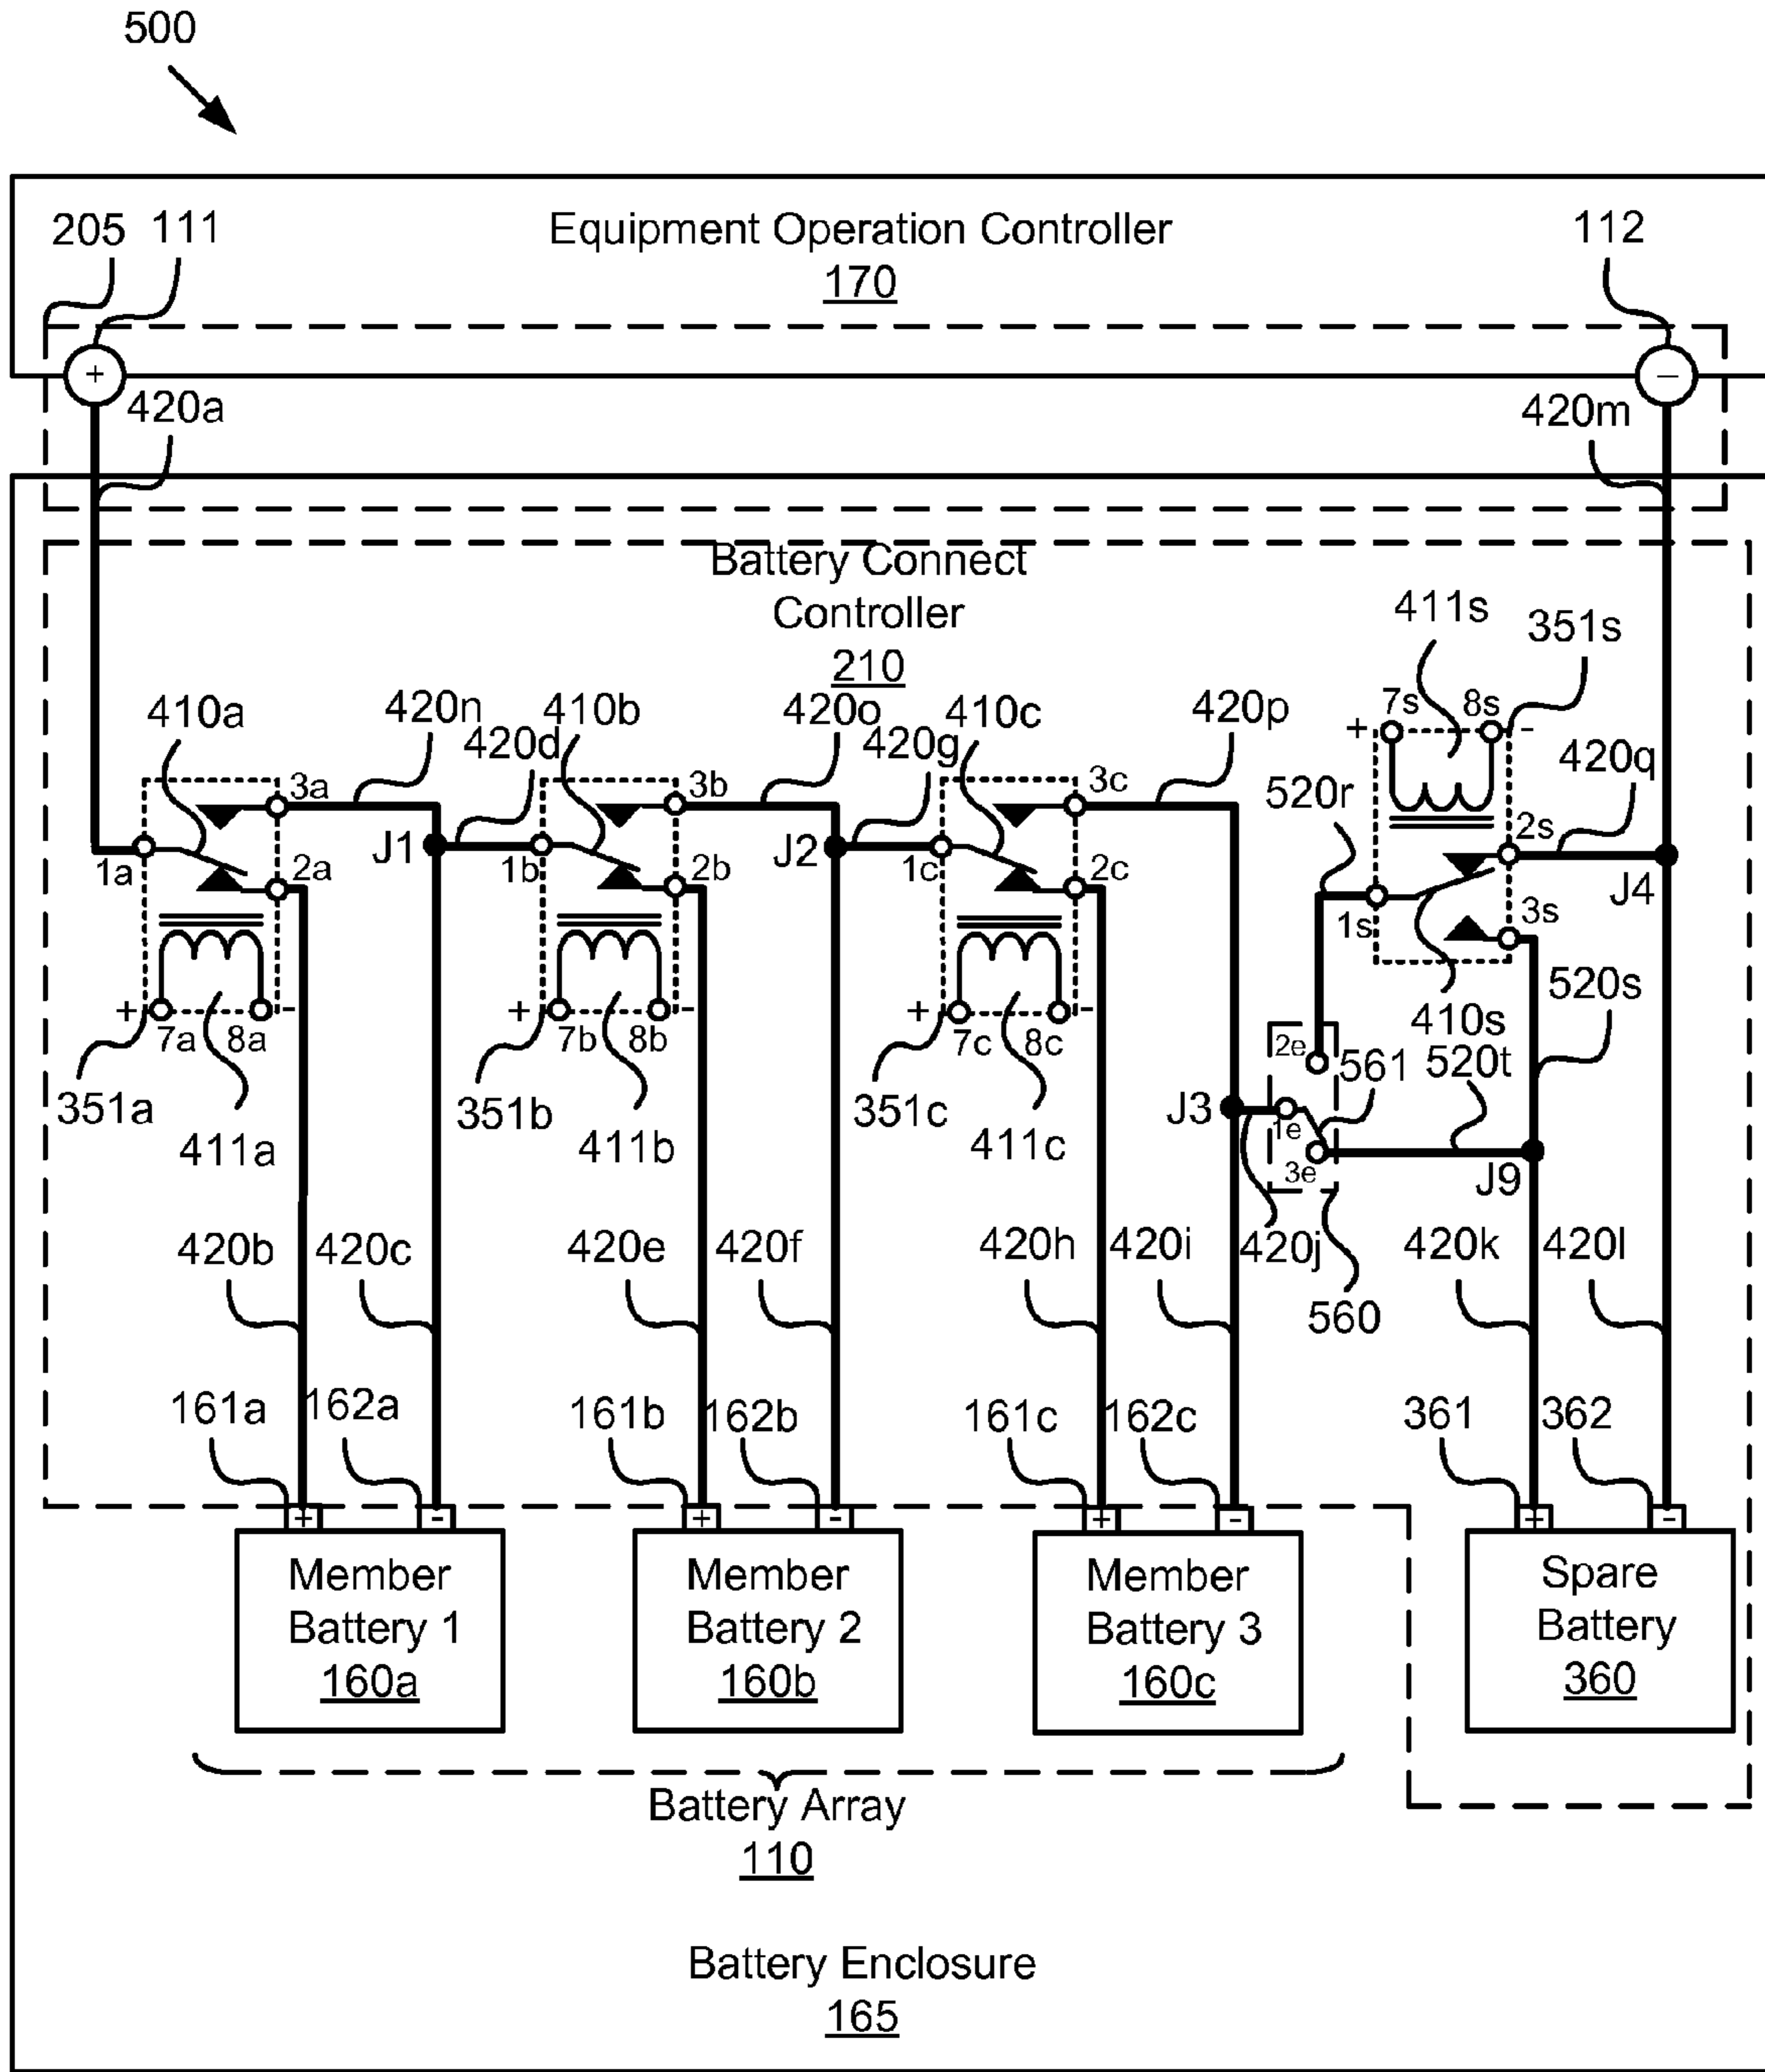 500
205
111
Equipment Operation Controller
170
112
+
–
420a
420m
Battery Connect
Controller
210
411s
351s
410a
420n
410b
420o
410c
420p
7s
8s
+
-
420d
420g
420q
520r
3a
3b
3c
2s
1a
2a
J1
1b
2b
J2
1c
2c
1s
3s
J4
520s
+
7a
8a
-
+
7b
8b
-
+
7c
8c
-
410s
2e
561
520t
351a
411a
351b
411b
351c
411c
J3
1e
3e
J9
420b
420c
420e
420f
420h
420i
420j
420k
420l
560
161a
162a
161b
162b
161c
162c
361
362
+
-
+
-
+
-
+
-
Member
Battery 1
160a
Member
Battery 2
160b
Member
Battery 3
160c
Spare
Battery
360
Battery Array
110
Battery Enclosure
165